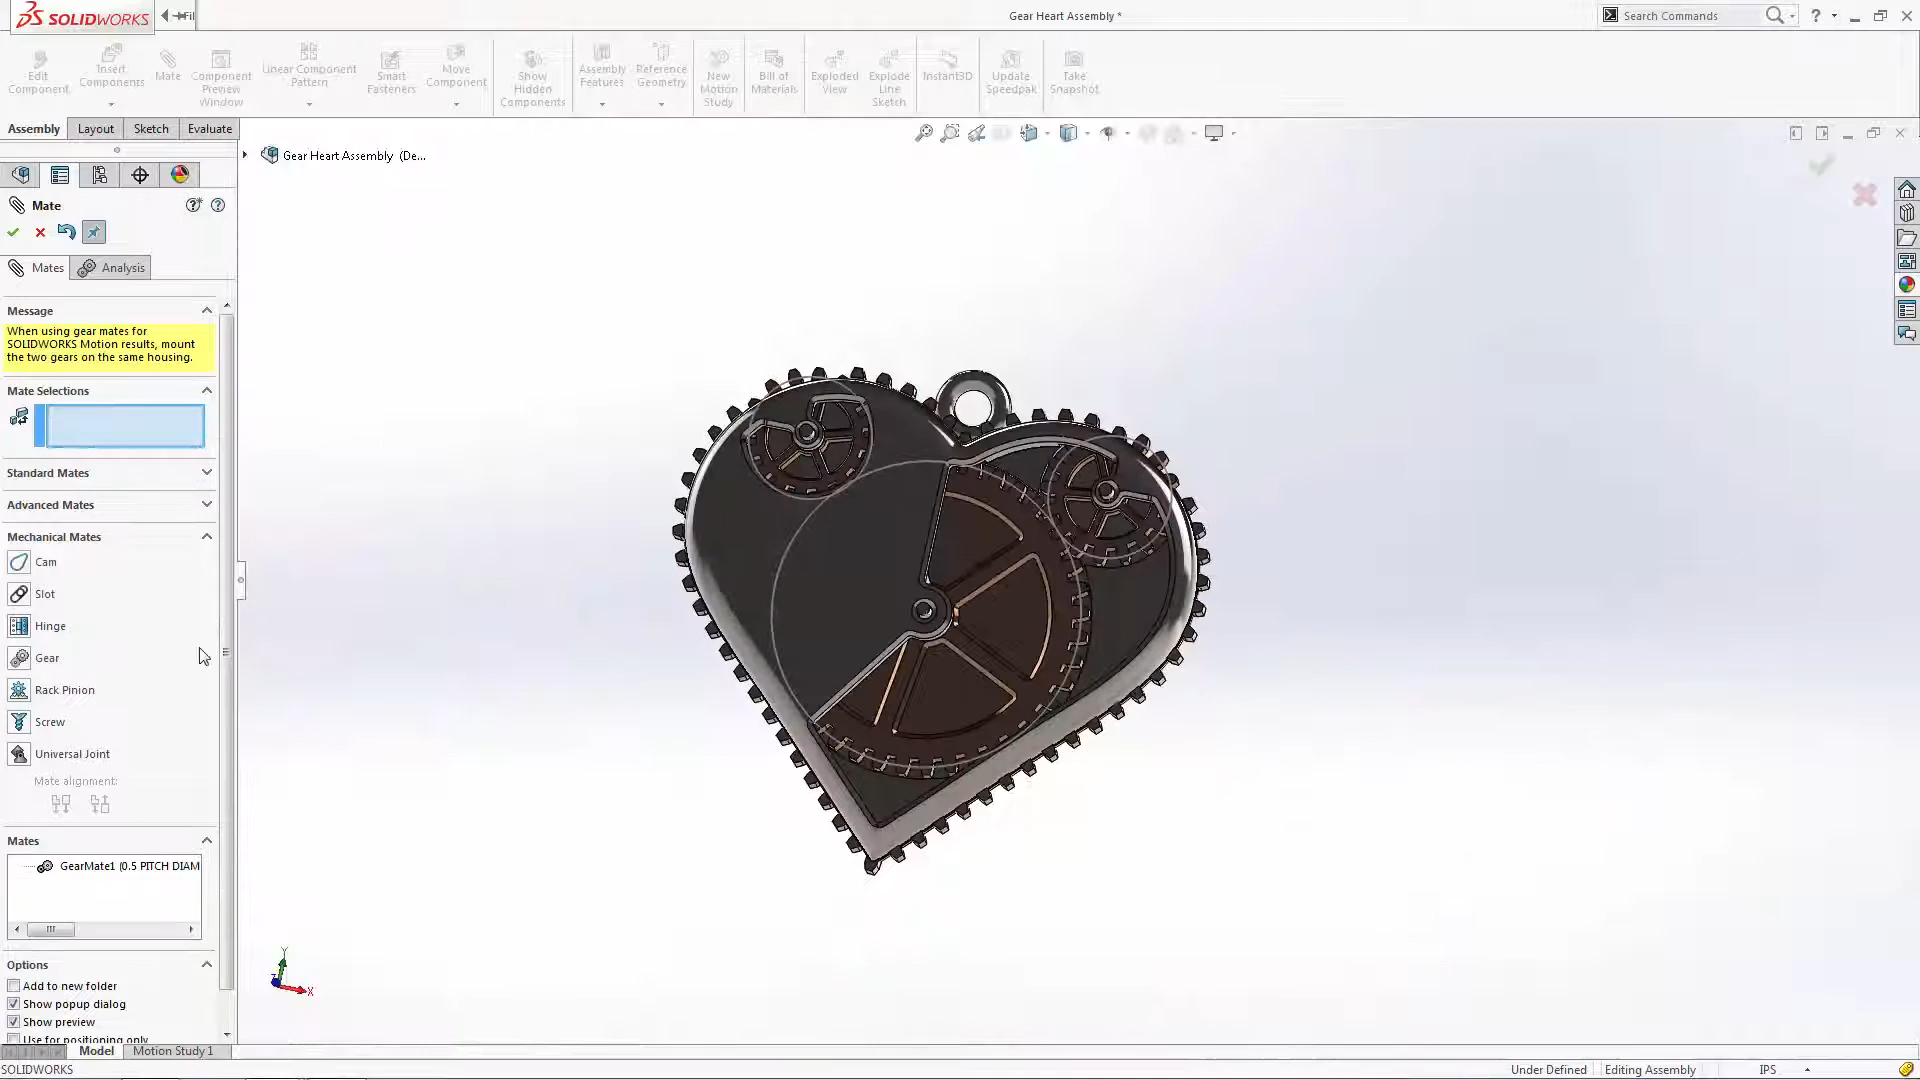 SOLIDWORKS
Fil
Gear Heart Assembly *
Search Commands
?
Edit
Component
Insert
Components
Mate
Component
Preview
Window
Linear Component
Pattern
Smart
Fasteners
Move
Component
Show
Hidden
Components
Assembly
Features
Reference
Geometry
New
Motion
Study
Bill of
Materials
Exploded
View
Explode
Line
Sketch
Instant3D
Update
Speedpak
Take
Snapshot
Assembly
Layout
Sketch
Evaluate
Gear Heart Assembly (De...
Mate
Mates
Analysis
Message
When using gear mates for
SOLIDWORKS Motion results, mount
the two gears on the same housing.
Mate Selections
Standard Mates
Advanced Mates
Mechanical Mates
Cam
Slot
Hinge
Gear
Rack Pinion
Screw
Universal Joint
Mate alignment:
Mates
GearMate1 (0.5 PITCH DIAM
Options
Add to new folder
Show popup dialog
Show preview
Use for positioning only
Y
Z
X
Model
Motion Study 1
SOLIDWORKS
Under Defined
Editing Assembly
IPS